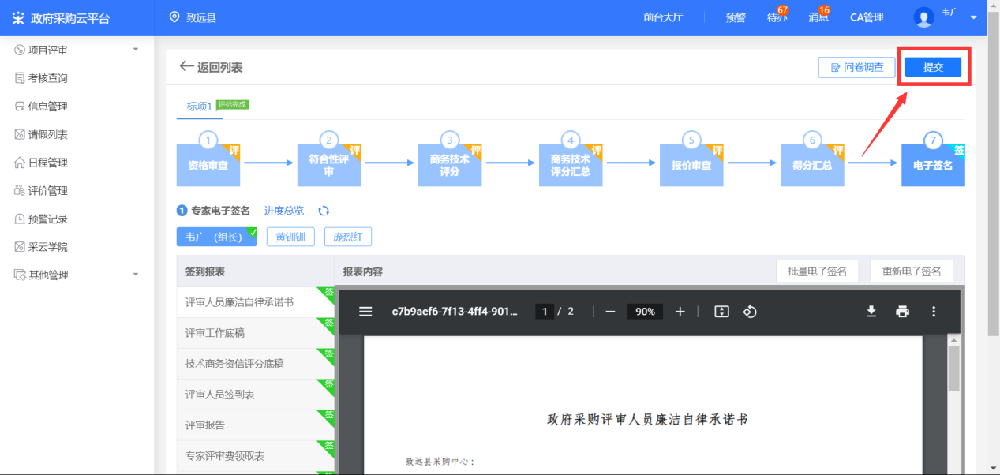 政府采购云平台
致远县
前台大厅
预警
待办
67
消息
16
CA管理
韦广
项目评审
考核查询
信息管理
请假列表
日程管理
评价管理
预警记录
采云学院
其他管理
返回列表
问卷调查
提交
标项1
评标完成
1
评
资格审查
2
评
符合性评
审
3
评
商务技术
评分
4
评
商务技术
评分汇总
5
评
报价审查
6
评
得分汇总
7
签
电子签名
1 专家电子签名 进度总览
韦广 (组长)
黄钏钏
庞烈红
签到报表
报表内容
批量电子签名
重新电子签名
评审人员廉洁自律承诺书
签
评审工作底稿
签
技术商务资信评分底稿
签
评审人员签到表
签
评审报告
签
专家评审费领取表
签
c7b9aef6-7f13-4ff4-901...
1 / 2
90%
政府采购评审人员廉洁自律承诺书
致远县采购中心：